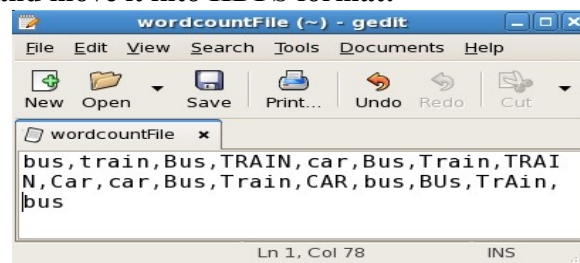 and move it into HDFS format:
wordcountFile (~) - gedit
File Edit View Search Tools Documents Help
New Open Save Print... Undo Redo Cut
wordcountFile
bus,train,Bus,TRAIN,car,Bus,Train,TRAI
N,Car,car,Bus,Train,CAR,bus,BUs,TrAin,
bus
Ln 1, Col 78 INS